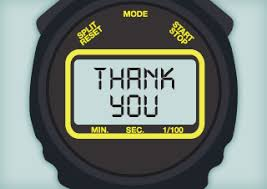 MODE
SPLIT
RESET
START
STOP
THANK
YOU
MIN. SEC. 1/100